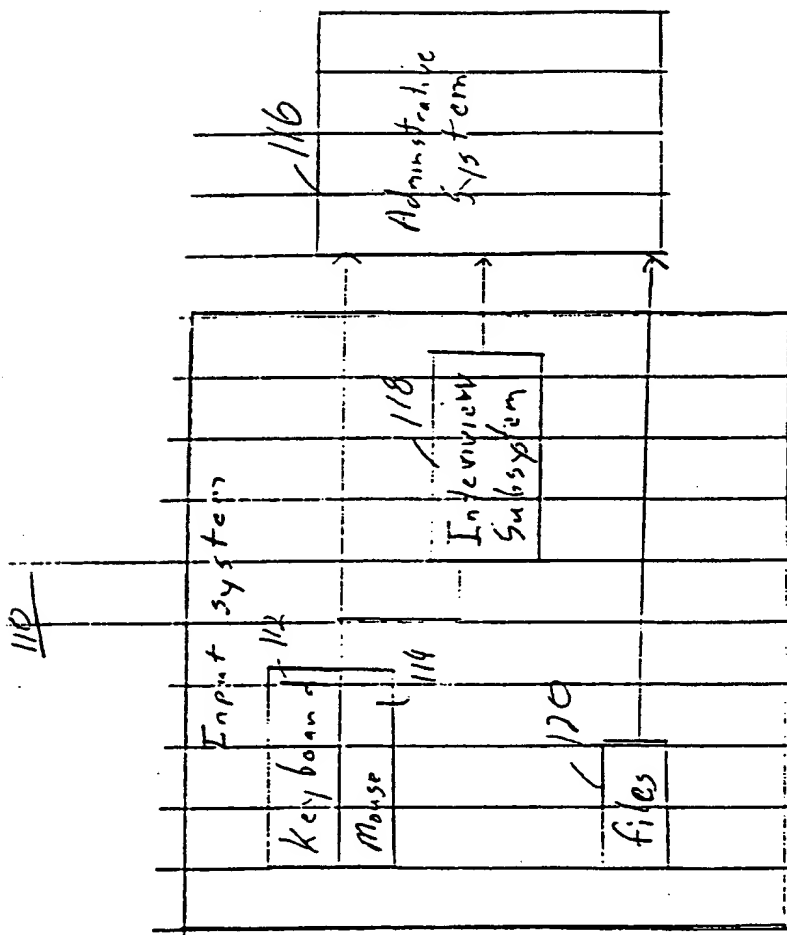 110
Input system
Keyboard
112
Mouse
114
Interview
Subsystem
118
files
120
Administrative
System
116